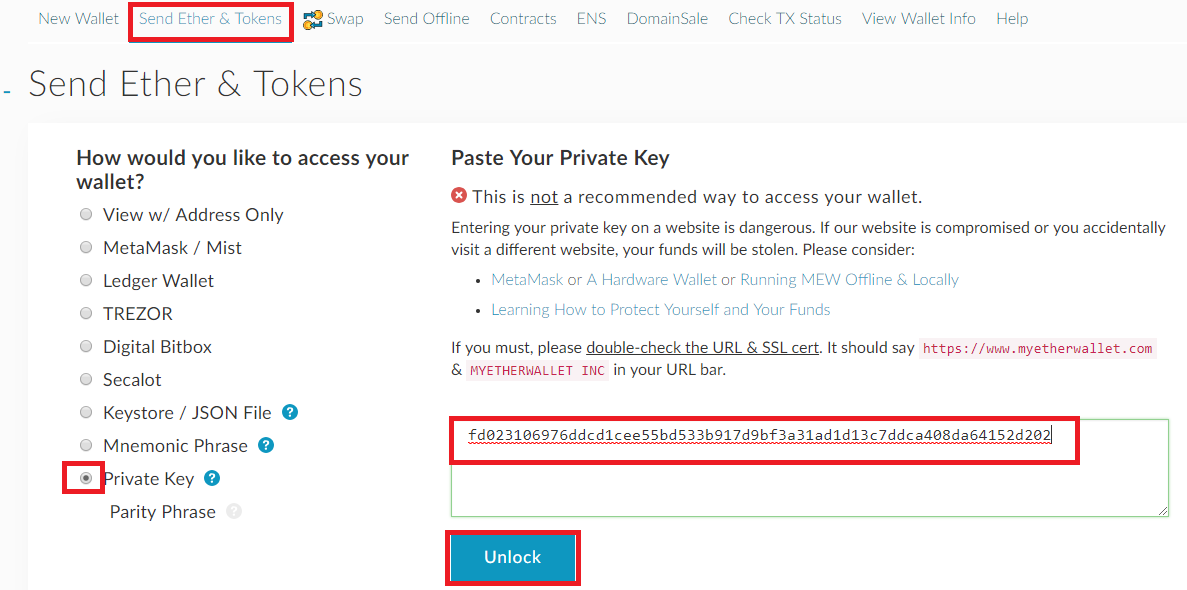 New Wallet Send Ether & Tokens Swap Send Offline Contracts ENS DomainSale Check TX Status View Wallet Info Help
Send Ether & Tokens
How would you like to access your
wallet?
View w/ Address Only
MetaMask / Mist
Ledger Wallet
TREZOR
Digital Bitbox
Secalot
Keystore / JSON File ?
Mnemonic Phrase ?
Private Key ?
Parity Phrase ?
Paste Your Private Key
This is not a recommended way to access your wallet.
Entering your private key on a website is dangerous. If our website is compromised or you accidentally
visit a different website, your funds will be stolen. Please consider:
• MetaMask or A Hardware Wallet or Running MEW Offline & Locally
• Learning How to Protect Yourself and Your Funds
If you must, please double-check the URL & SSL cert. It should say https://www.myetherwallet.com
& MYETHERWALLET INC in your URL bar.
fd023106976ddcd1cee55bd533b917d9bf3a31ad1d13c7ddca408da64152d202
Unlock